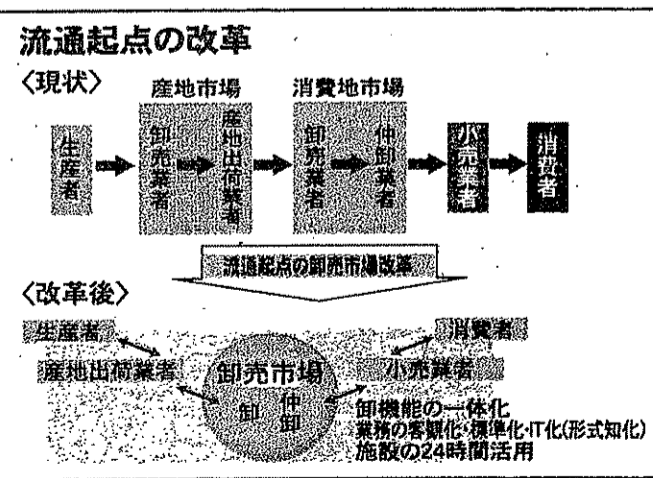 流通起点の改革
〈現状〉
産地市場
消費地市場
生産者
卸売業者
産地出荷業者
卸売業者
仲卸業者
小売業者
消費者
流通起点の卸売市場改革
〈改革後〉
生産者
消費者
産地出荷業者
卸売市場
小売業者
卸
仲卸
卸機能の一体化
業務の客観化・標準化・IT化(形式知化)
施設の24時間活用